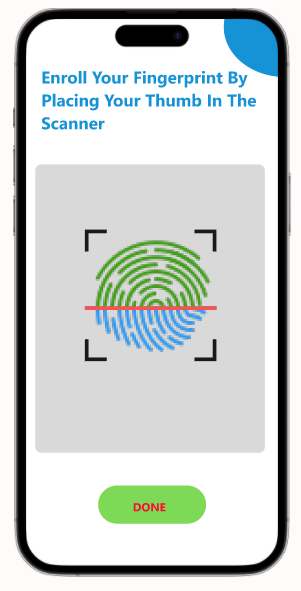 Enroll Your Fingerprint By
Placing Your Thumb In The
Scanner
DONE